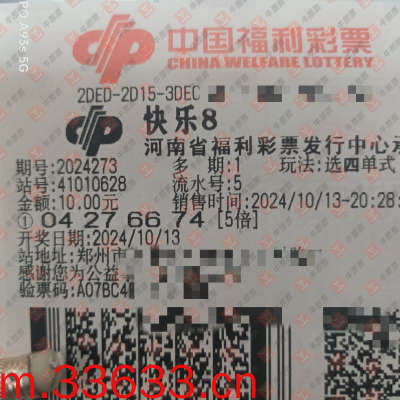 中国福利彩票
CHINA WELFARE LOTTERY
2DED-2D15-3DEC
快乐8
河南省福利彩票发行中心承
期号:2024273 多期:1 玩法:选四单式
站号:41010628 流水号:5
金额:10.00元 销售时间:2024/10/13-20:28:
① 04 27 66 74 [5倍]
开奖日期:2024/10/13
站地址:郑州市
感谢您为公益
验票码:A07BC4
m.33633.cn